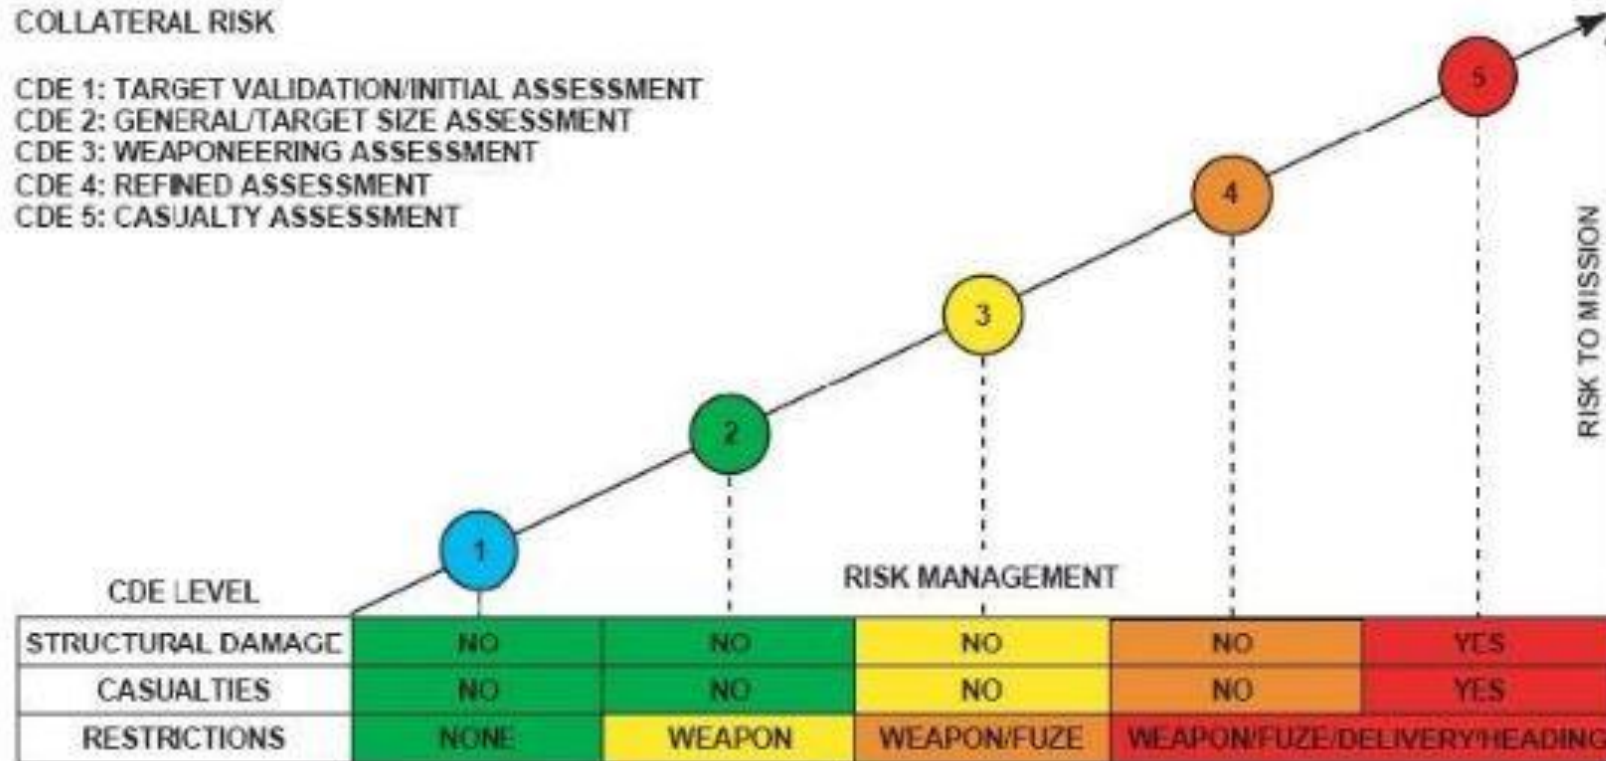 COLLATERAL RISK
CDE 1: TARGET VALIDATION/INITIAL ASSESSMENT
CDE 2: GENERAL/TARGET SIZE ASSESSMENT
CDE 3: WEAPONEERING ASSESSMENT
CDE 4: REFINED ASSESSMENT
CDE 5: CASUALTY ASSESSMENT
5
4
3
2
1
RISK TO MISSION
CDE LEVEL
RISK MANAGEMENT
STRUCTURAL DAMAGE NO NO NO NO YES
CASUALTIES NO NO NO NO YES
RESTRICTIONS NONE WEAPON WEAPON/FUZE WEAPON/FUZE/DELIVERY/HEADING